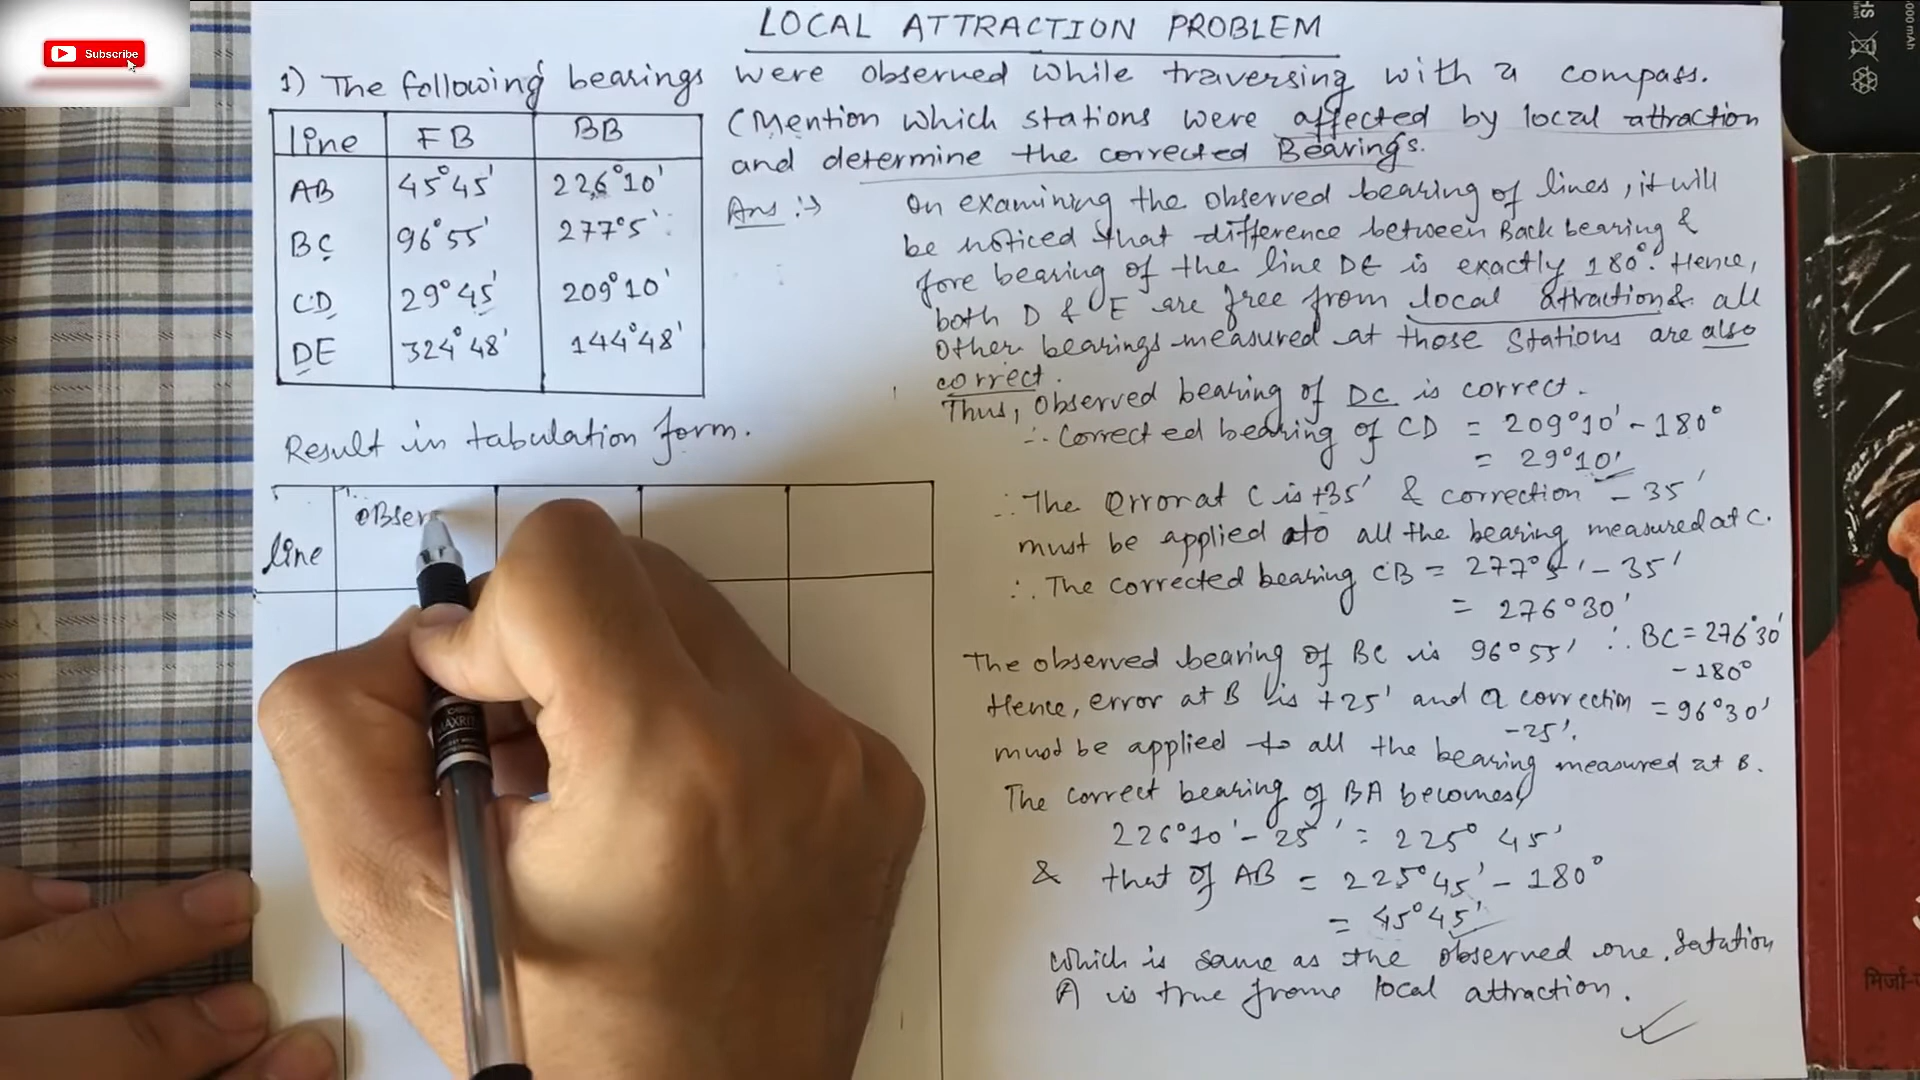 Subscribe
LOCAL ATTRACTION PROBLEM
1) The following bearings were observed while traversing with a compass.
(Mention which stations were affected by local attraction
and determine the corrected Bearings.
line FB BB
AB 45°45' 226°10'
BC 96°55' 277°5'
CD 29°45' 209°10'
DE 324°48' 144°48'
Ans :→ On examining the observed bearing of lines, it will
be noticed that difference between Back bearing &
fore bearing of the line DE is exactly 180°. Hence,
both D & E are free from local attraction & all
other bearings measured at those stations are also
correct.
Thus, observed bearing of DC is correct.
∴ Corrected bearing of CD = 209°10' - 180°
= 29°10'
∴ The error at C is +35' & correction - 35'
must be applied to all the bearing measured at C.
∴ The corrected bearing CB = 277°5' - 35'
= 276°30'
The observed bearing of BC is 96°55' ∴ BC = 276°30'
- 180°
Hence, error at B is +25' and a correction = 96°30'
-25'.
must be applied to all the bearing measured at B.
The correct bearing of BA becomes,
226°10' - 25' = 225° 45'
& that of AB = 225°45' - 180°
= 45°45'
which is same as the observed one. Satation
A is true frome local attraction.
Result in tabulation form.
line oBser
HS
000 mAh
मिर्जा